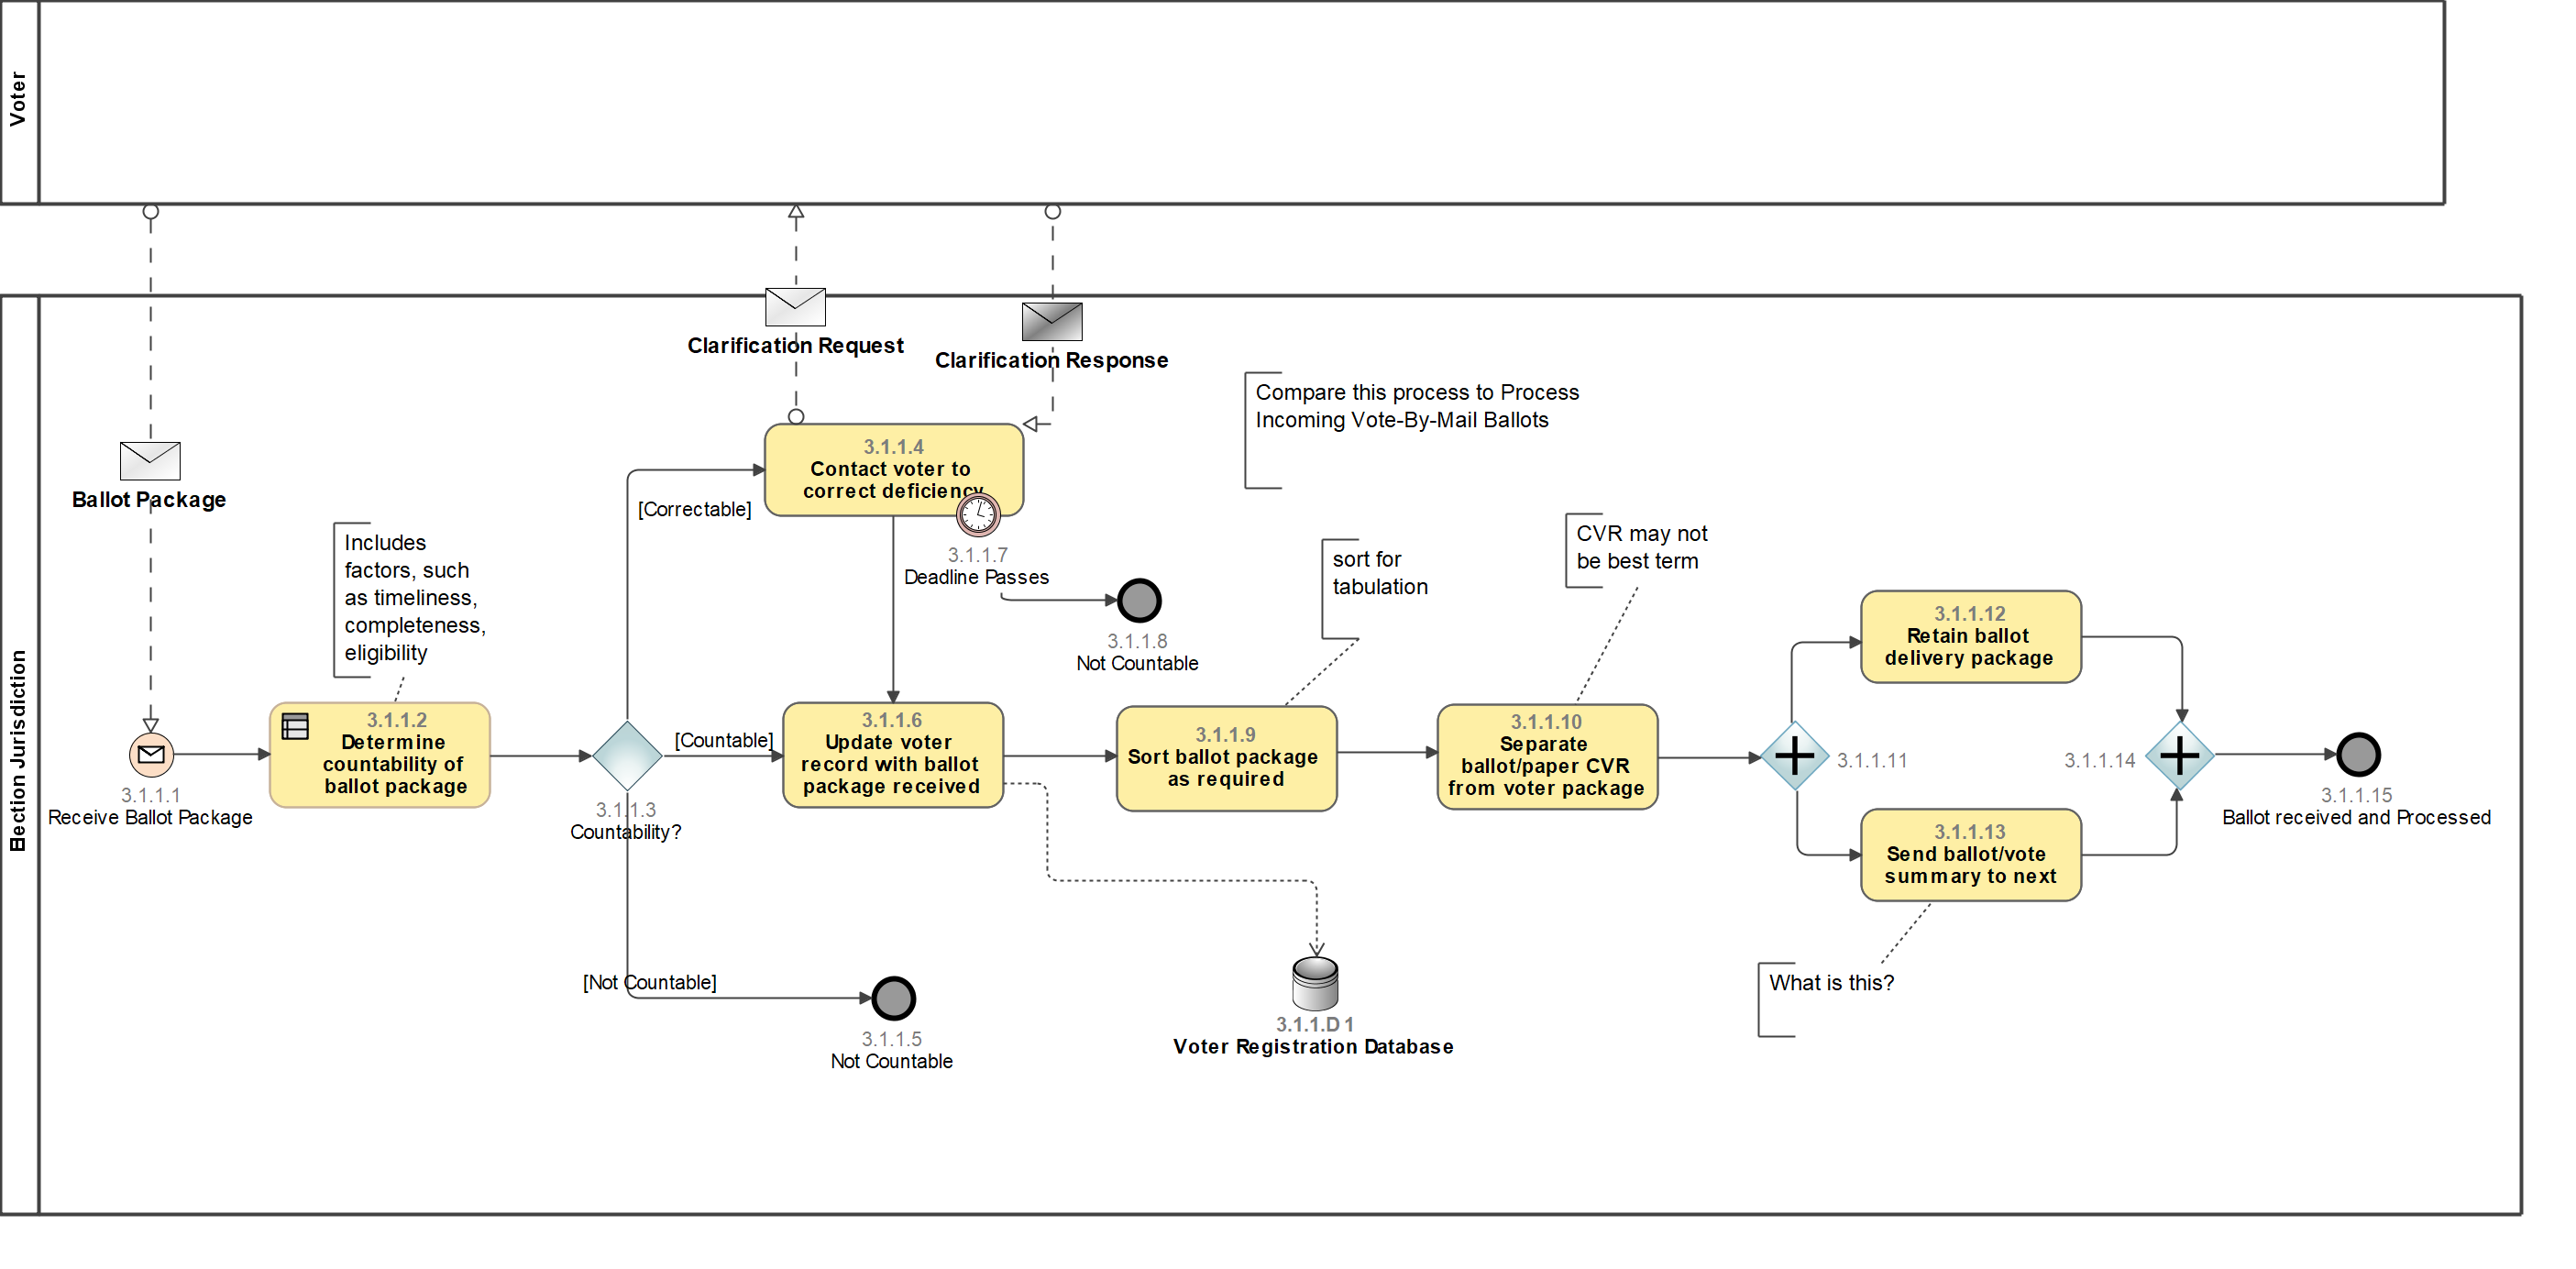 Voter
Election Jurisdiction
Clarification Request
Clarification Response
Ballot Package
Compare this process to Process
Incoming Vote-By-Mail Ballots
3.1.1.4
Contact voter to
correct deficiency
[Correctable]
3.1.1.7
Deadline Passes
3.1.1.8
Not Countable
Includes
factors, such
as timeliness,
completeness,
eligibility
sort for
tabulation
CVR may not
be best term
3.1.1.1
Receive Ballot Package
3.1.1.2
Determine
countability of
ballot package
3.1.1.3
Countability?
[Countable]
3.1.1.6
Update voter
record with ballot
package received
3.1.1.9
Sort ballot package
as required
3.1.1.10
Separate
ballot/paper CVR
from voter package
3.1.1.11
3.1.1.12
Retain ballot
delivery package
3.1.1.13
Send ballot/vote
summary to next
3.1.1.14
3.1.1.15
Ballot received and Processed
[Not Countable]
3.1.1.5
Not Countable
3.1.1.D1
Voter Registration Database
What is this?